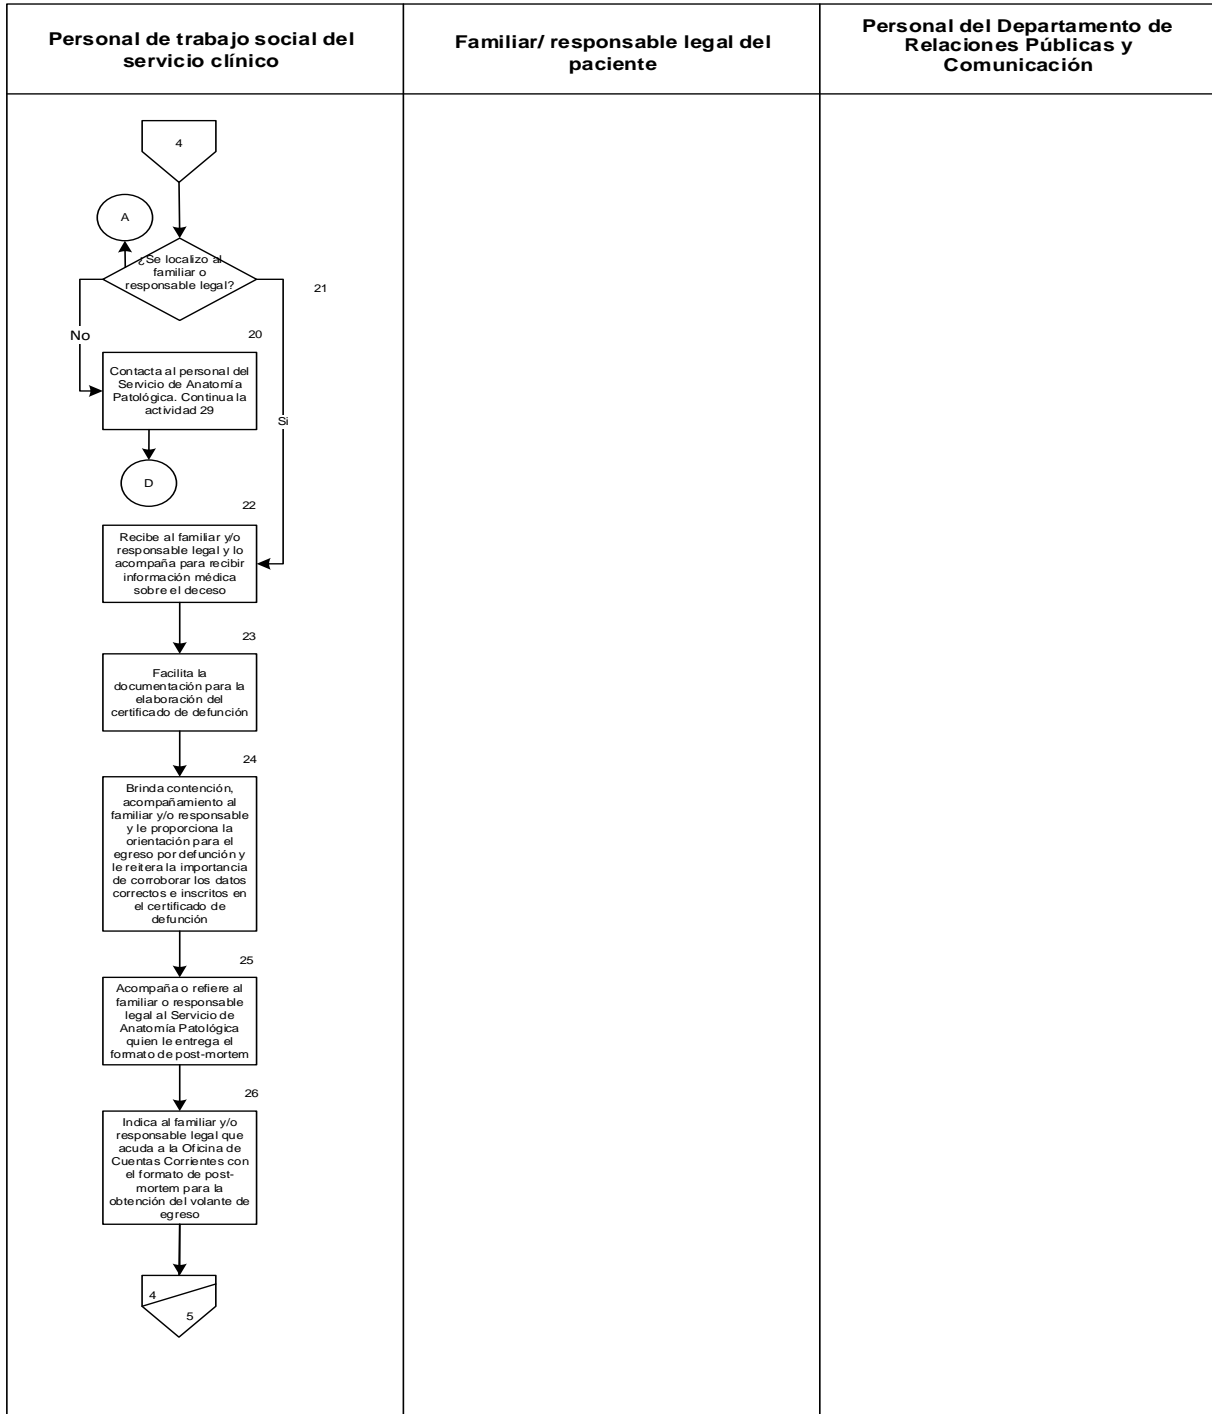 Personal de trabajo social del
servicio clínico
Familiar/ responsable legal del
paciente
Personal del Departamento de
Relaciones Públicas y
Comunicación
4
A
¿Se localizo al
familiar o
responsable legal?
21
No
20
Contacta al personal del
Servicio de Anatomía
Patológica. Continua la
actividad 29
Si
D
22
Recibe al familiar y/o
responsable legal y lo
acompaña para recibir
información médica
sobre el deceso
23
Facilita la
documentación para la
elaboración del
certificado de defunción
24
Brinda contención,
acompañamiento al
familiar y/o responsable
y le proporciona la
orientación para el
egreso por defunción y
le reitera la importancia
de corroborar los datos
correctos e inscritos en
el certificado de
defunción
25
Acompaña o refiere al
familiar o responsable
legal al Servicio de
Anatomía Patológica
quien le entrega el
formato de post-mortem
26
Indica al familiar y/o
responsable legal que
acuda a la Oficina de
Cuentas Corrientes con
el formato de post-
mortem para la
obtención del volante de
egreso
4
5